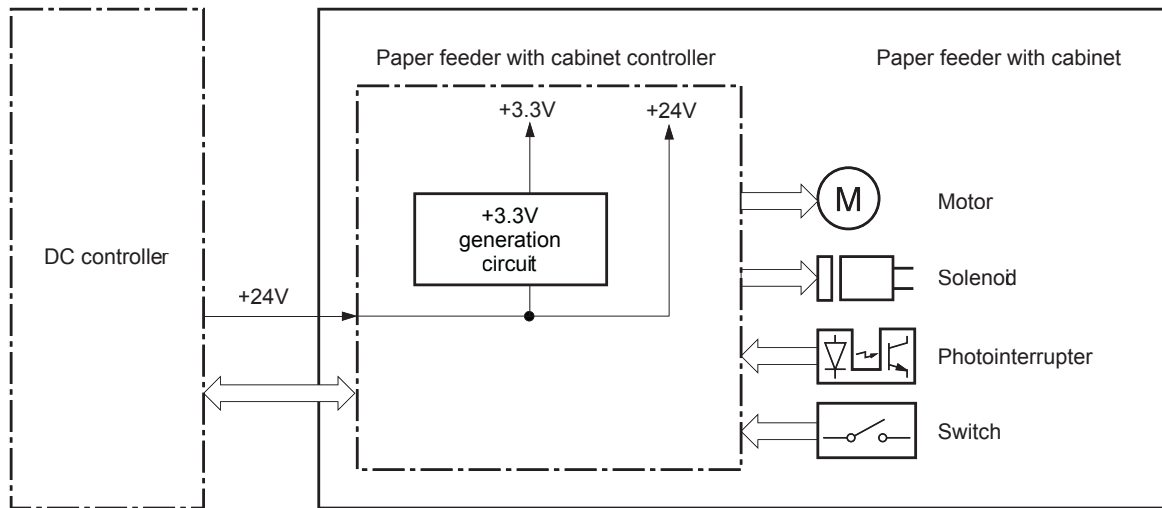 Paper feeder with cabinet controller
Paper feeder with cabinet
+3.3V
+24V
+3.3V
generation
circuit
DC controller
+24V
M
Motor
Solenoid
Photointerrupter
Switch